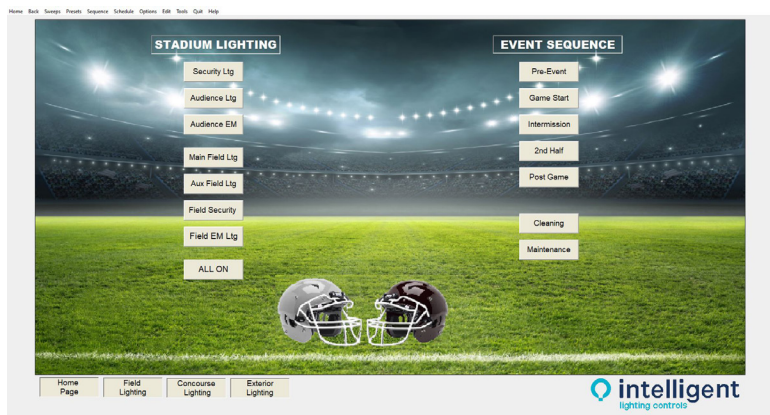 Home Back Sweeps Presets Sequence Schedule Options Edit Tools Quit Help
STADIUM LIGHTING
Security Ltg
Audience Ltg
Audience EM
Main Field Ltg
Aux Field Ltg
Field Security
Field EM Ltg
ALL ON
EVENT SEQUENCE
Pre-Event
Game Start
Intermission
2nd Half
Post Game
Cleaning
Maintenance
Home
Page
Field
Lighting
Concourse
Lighting
Exterior
Lighting
intelligent
lighting controls